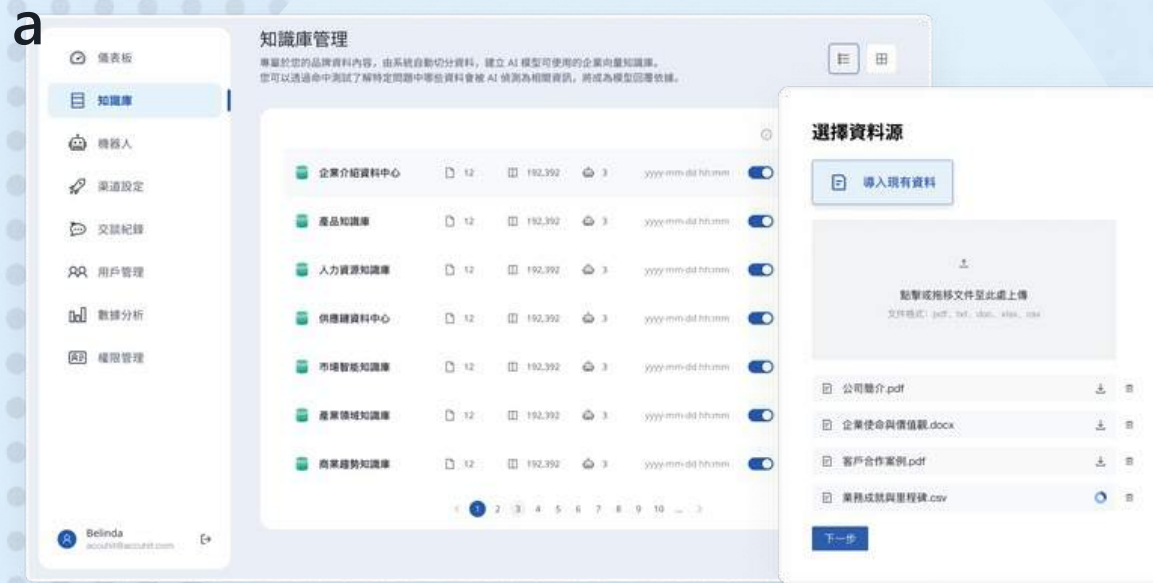 a
儀表板
知識庫
機器人
渠道設定
交談紀錄
用戶管理
數據分析
權限管理
Belinda
知識庫管理
專屬於您的品牌資料內容，由系統自動切分資料，建立 AI 模型可使用的企業向量知識庫。
您可以透過命中測試了解特定問題中哪些資料會被 AI 偵測為相關資訊，將成為模型回覆依據。
企業介紹資料中心 12 192,392 3 yyyy-mm-dd hh:mm
產品知識庫 12 192,392 3 yyyy-mm-dd hh:mm
人力資源知識庫 12 192,392 3 yyyy-mm-dd hh:mm
供應鏈資料中心 12 192,392 3 yyyy-mm-dd hh:mm
市場智能知識庫 12 192,392 3 yyyy-mm-dd hh:mm
產業領域知識庫 12 192,392 3 yyyy-mm-dd hh:mm
商業趨勢知識庫 12 192,392 3 yyyy-mm-dd hh:mm
< 1 2 3 4 5 6 7 8 9 10 ... >
選擇資料源
導入現有資料
點擊或拖移文件至此處上傳
文件格式：pdf、txt、doc、xlsx、csv
公司簡介.pdf
企業使命與價值觀.docx
客戶合作案例.pdf
業務成就與里程碑.csv
下一步